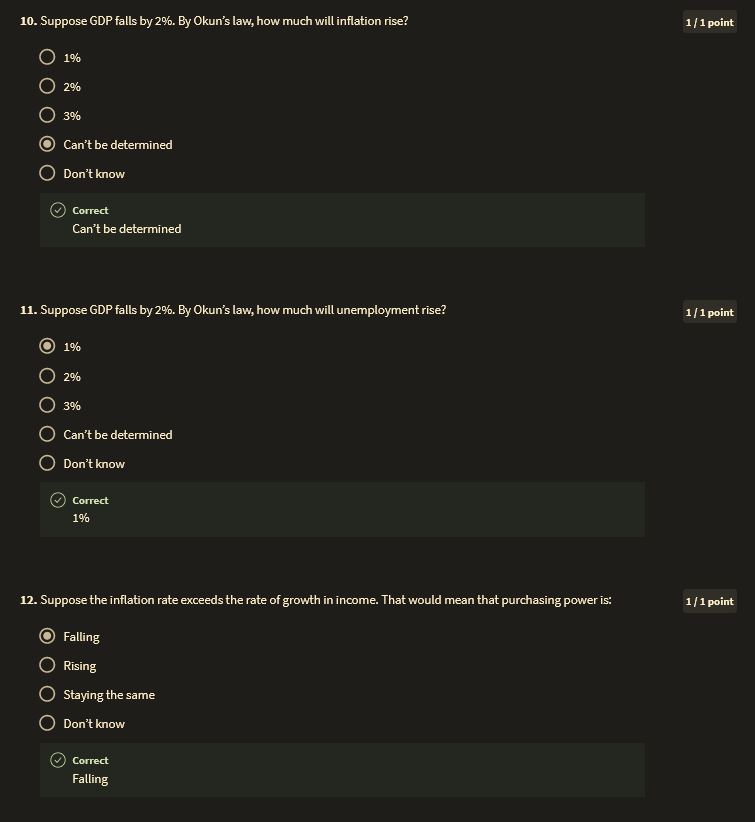 10. Suppose GDP falls by 2%. By Okun's law, how much will inflation rise?
1 / 1 point
1%
2%
3%
Can't be determined
Don't know
Correct
Can't be determined
11. Suppose GDP falls by 2%. By Okun's law, how much will unemployment rise?
1 / 1 point
1%
2%
3%
Can't be determined
Don't know
Correct
1%
12. Suppose the inflation rate exceeds the rate of growth in income. That would mean that purchasing power is:
1 / 1 point
Falling
Rising
Staying the same
Don't know
Correct
Falling